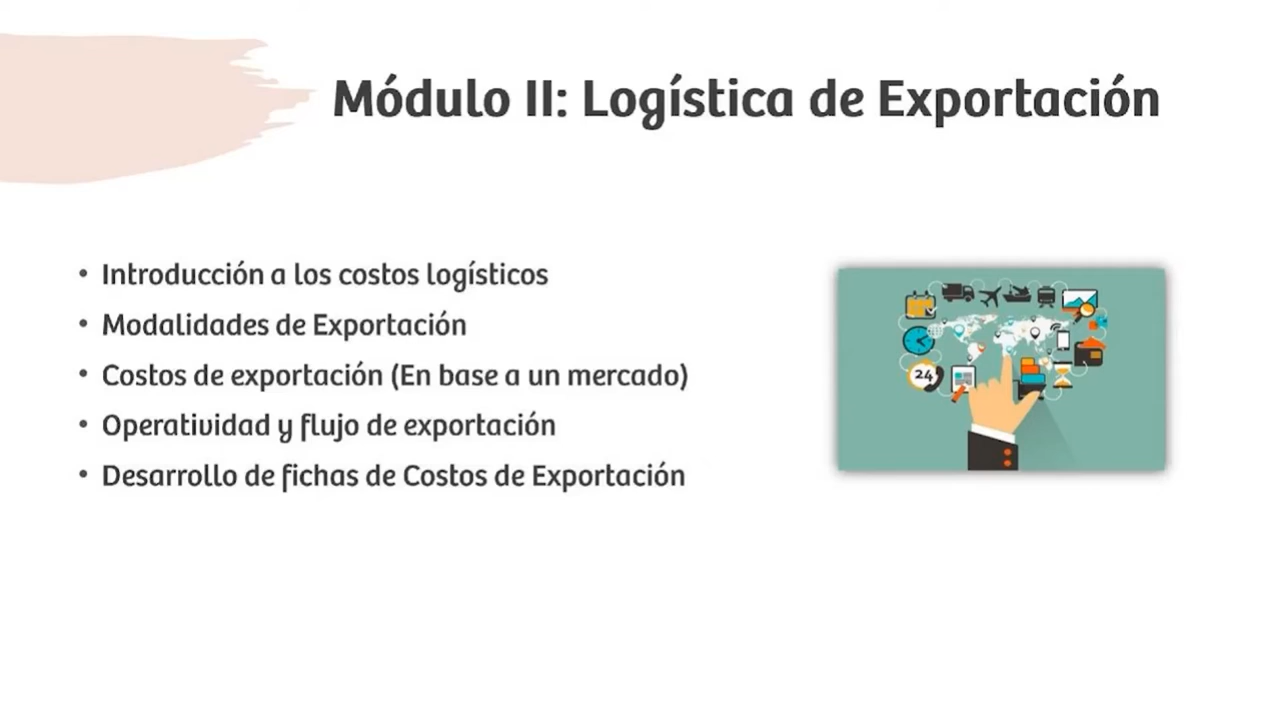 Módulo II: Logística de Exportación
• Introducción a los costos logísticos
• Modalidades de Exportación
• Costos de exportación (En base a un mercado)
• Operatividad y flujo de exportación
• Desarrollo de fichas de Costos de Exportación
24